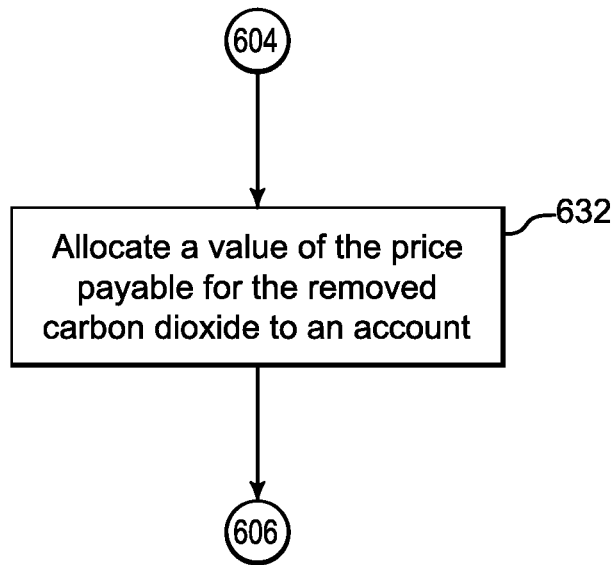 604
632
Allocate a value of the price
payable for the removed
carbon dioxide to an account
606